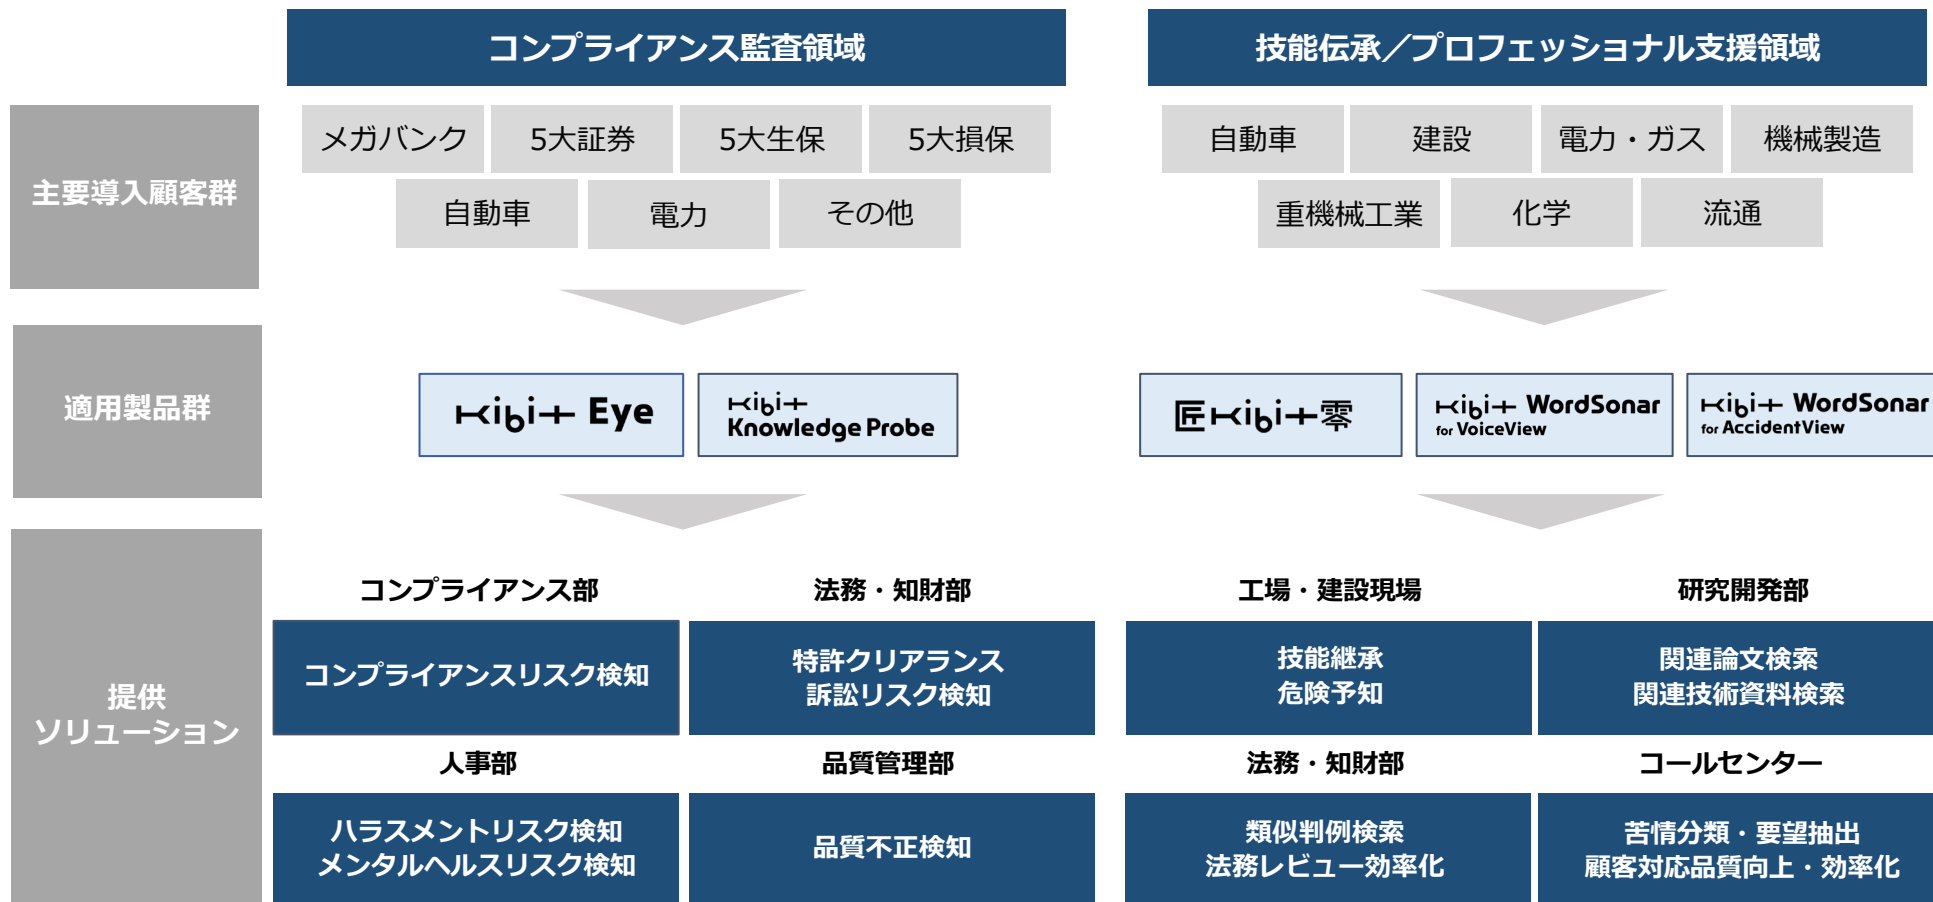 コンプライアンス監査領域
技能伝承／プロフェッショナル支援領域
主要導入顧客群
メガバンク
5大証券
5大生保
5大損保
自動車
電力
その他
自動車
建設
電力・ガス
機械製造
重機械工業
化学
流通
適用製品群
Kibit Eye
Kibit
Knowledge Probe
匠Kibit零
Kibit WordSonar
for VoiceView
Kibit WordSonar
for AccidentView
提供
ソリューション
コンプライアンス部
コンプライアンスリスク検知
法務・知財部
特許クリアランス
訴訟リスク検知
工場・建設現場
技能継承
危険予知
研究開発部
関連論文検索
関連技術資料検索
人事部
ハラスメントリスク検知
メンタルヘルスリスク検知
品質管理部
品質不正検知
法務・知財部
類似判例検索
法務レビュー効率化
コールセンター
苦情分類・要望抽出
顧客対応品質向上・効率化